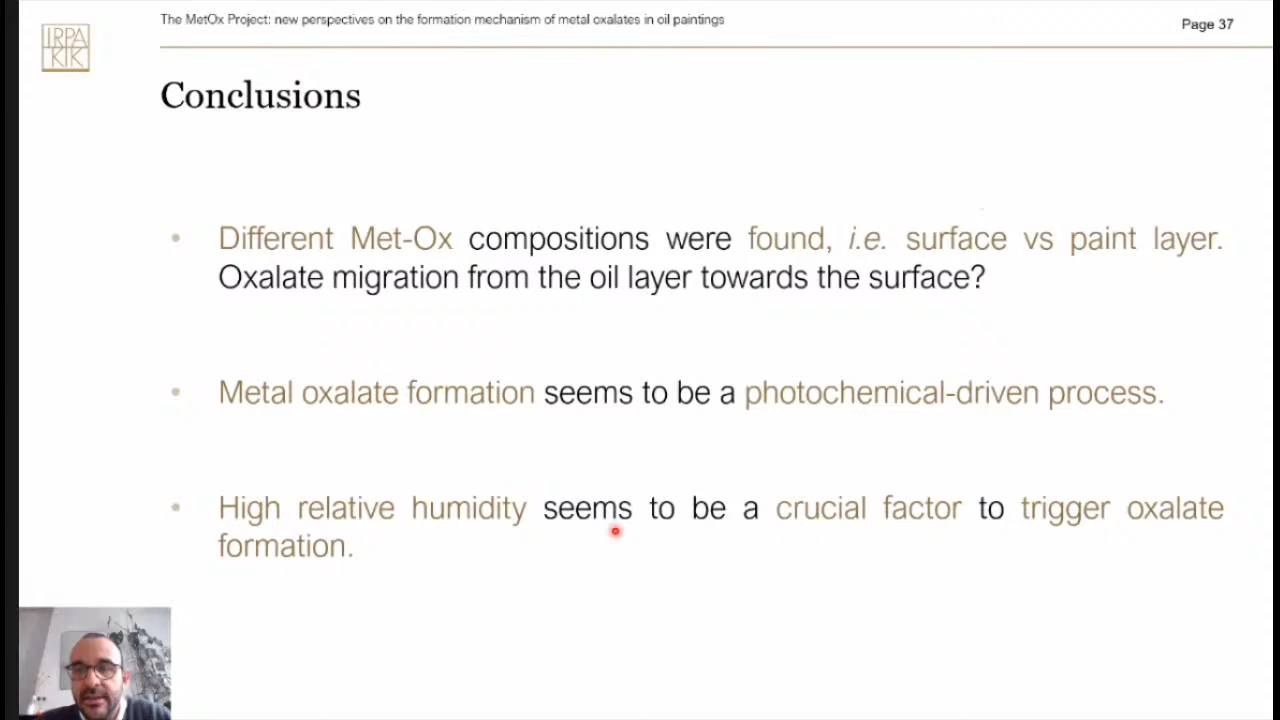 The MetOx Project: new perspectives on the formation mechanism of metal oxalates in oil paintings
Page 37
IRPA
KIK
Conclusions
• Different Met-Ox compositions were found, i.e. surface vs paint layer.
Oxalate migration from the oil layer towards the surface?
• Metal oxalate formation seems to be a photochemical-driven process.
• High relative humidity seems to be a crucial factor to trigger oxalate
formation.